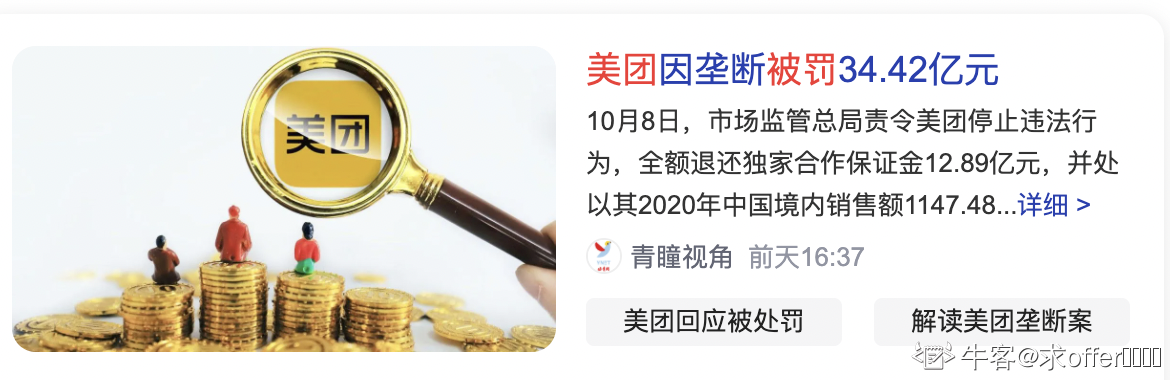 美团
美团因垄断被罚34.42亿元
10月8日，市场监管总局责令美团停止违法行
为，全额退还独家合作保证金12.89亿元，并处
以其2020年中国境内销售额1147.48...详细 >
青瞳视角 前天16:37
美团回应被处罚 解读美团垄断案
牛客@求offer